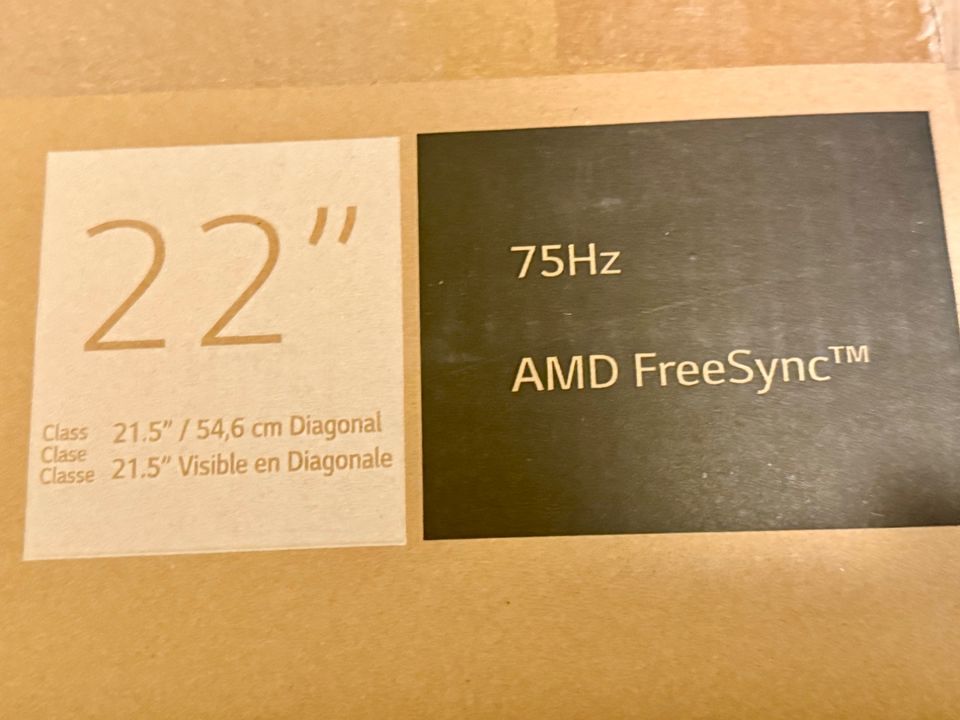 22”
Class
Clase
Classe
21.5” / 54,6 cm Diagonal
21.5” Visible en Diagonale
75Hz
AMD FreeSync™